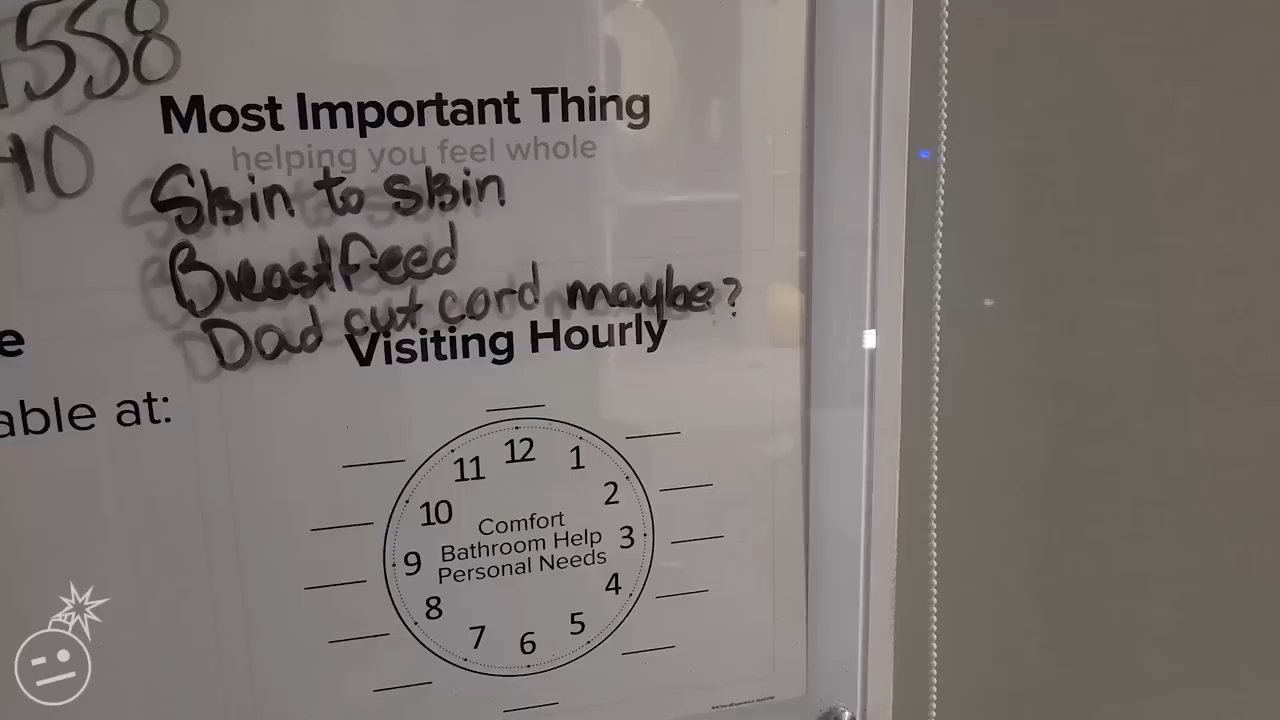 558
40
Most Important Thing
helping you feel whole
Skin to skin
Breastfeed
Dad cut cord maybe?
e
Visiting Hourly
able at:
12
11
1
10
2
Comfort
Bathroom Help
Personal Needs
9
3
8
4
7
6
5